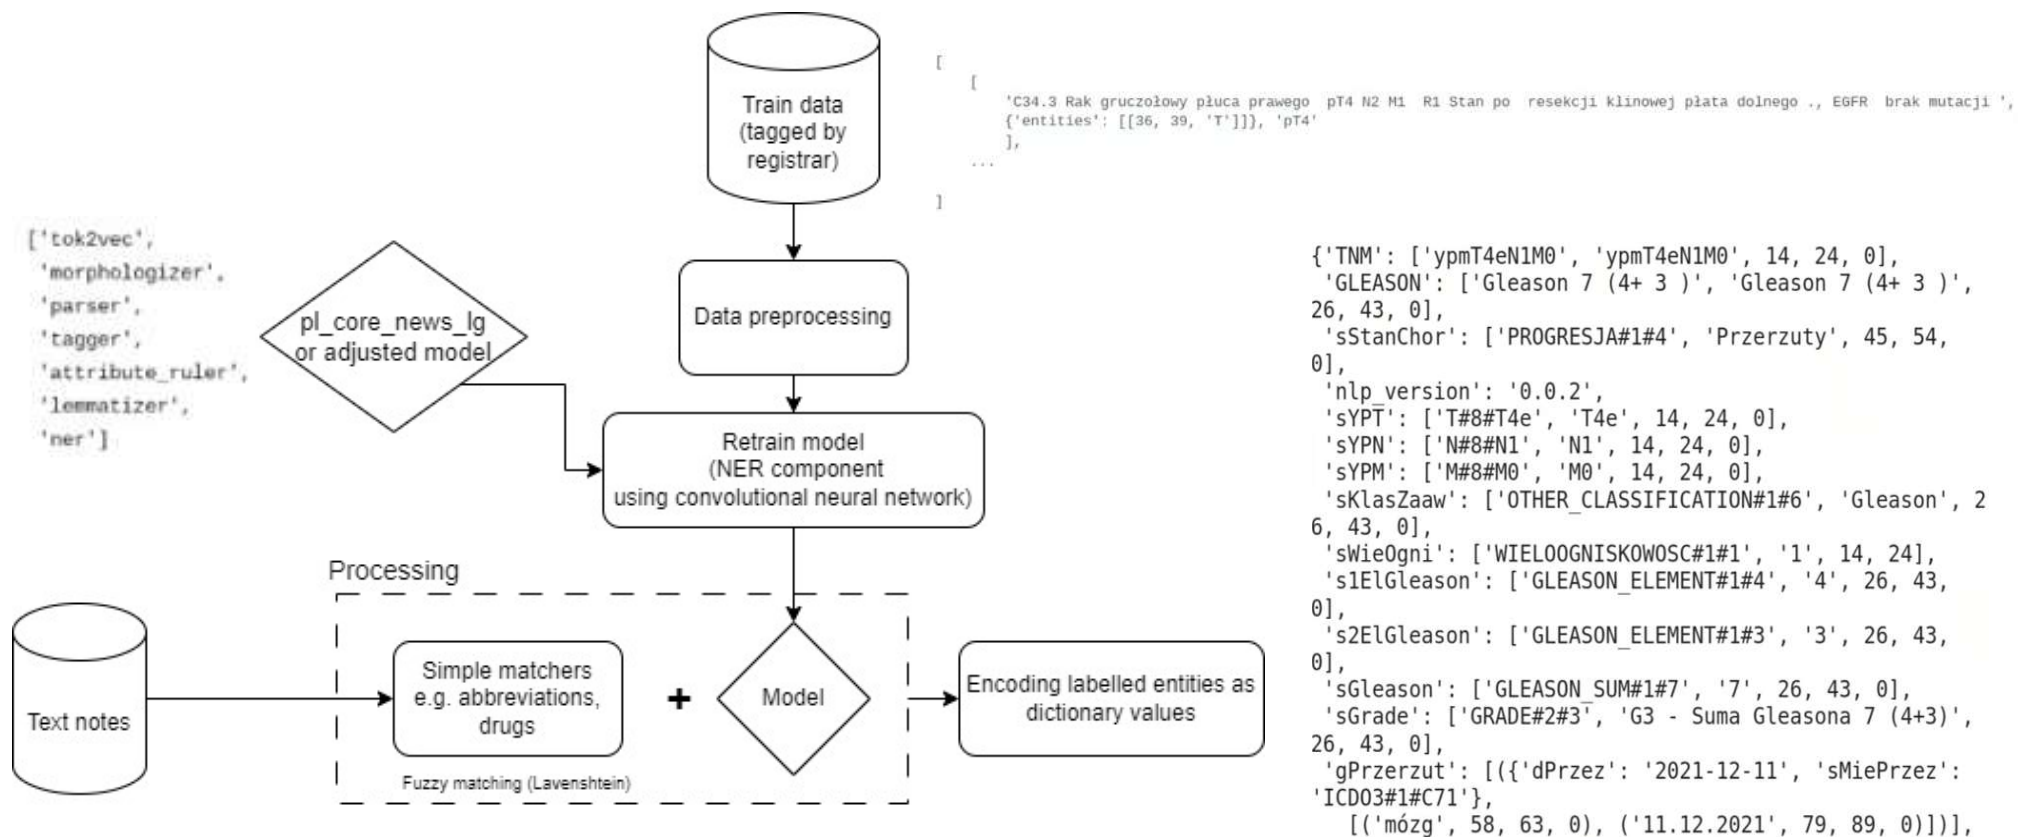 Train data
(tagged by
registrar)
[
[
'C34.3 Rak gruczołowy płuca prawego  pT4 N2 M1  R1 Stan po  resekcji klinowej płata dolnego ., EGFR  brak mutacji ',
{'entities': [[36, 39, 'T']]}, 'pT4'
],
...
]
['tok2vec',
'morphologizer',
'parser',
'tagger',
'attribute_ruler',
'lemmatizer',
'ner']
pl_core_news_lg
or adjusted model
Data preprocessing
Retrain model
(NER component
using convolutional neural network)
Processing
Text notes
Simple matchers
e.g. abbreviations,
drugs
+
Model
Fuzzy matching (Lavenshtein)
Encoding labelled entities as
dictionary values
{'TNM': ['ypmT4eN1M0', 'ypmT4eN1M0', 14, 24, 0],
'GLEASON': ['Gleason 7 (4+ 3 )', 'Gleason 7 (4+ 3 )',
26, 43, 0],
'sStanChor': ['PROGRESJA#1#4', 'Przerzuty', 45, 54,
0],
'nlp_version': '0.0.2',
'sYPT': ['T#8#T4e', 'T4e', 14, 24, 0],
'sYPN': ['N#8#N1', 'N1', 14, 24, 0],
'sYPM': ['M#8#M0', 'M0', 14, 24, 0],
'sKlasZaaw': ['OTHER_CLASSIFICATION#1#6', 'Gleason', 2
6, 43, 0],
'sWieOgni': ['WIELOOGNISKOWOSC#1#1', '1', 14, 24],
's1ElGleason': ['GLEASON_ELEMENT#1#4', '4', 26, 43,
0],
's2ElGleason': ['GLEASON_ELEMENT#1#3', '3', 26, 43,
0],
'sGleason': ['GLEASON_SUM#1#7', '7', 26, 43, 0],
'sGrade': ['GRADE#2#3', 'G3 - Suma Gleasona 7 (4+3)',
26, 43, 0],
'gPrzerzut': [({'dPrzez': '2021-12-11', 'sMiePrzez':
'ICDO3#1#C71'},
[('mózg', 58, 63, 0), ('11.12.2021', 79, 89, 0)])],